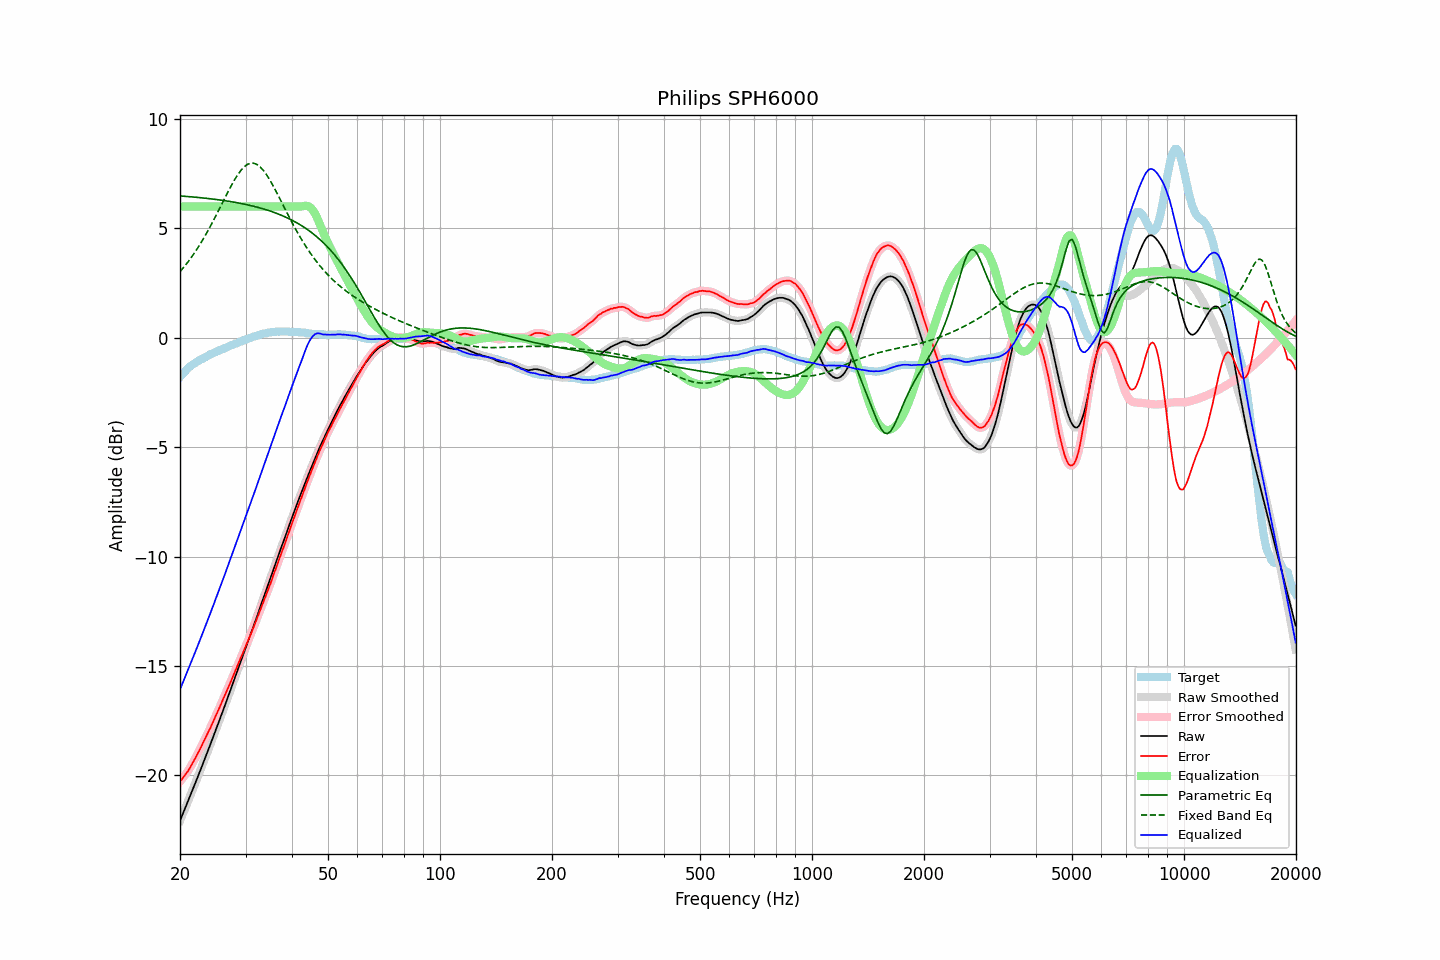 Philips SPH6000
10
5
0
−5
−10
−15
−20
Amplitude (dBr)
20
50
100
200
500
1000
2000
5000
10000
20000
Frequency (Hz)
Target
Raw Smoothed
Error Smoothed
Raw
Error
Equalization
Parametric Eq
Fixed Band Eq
Equalized